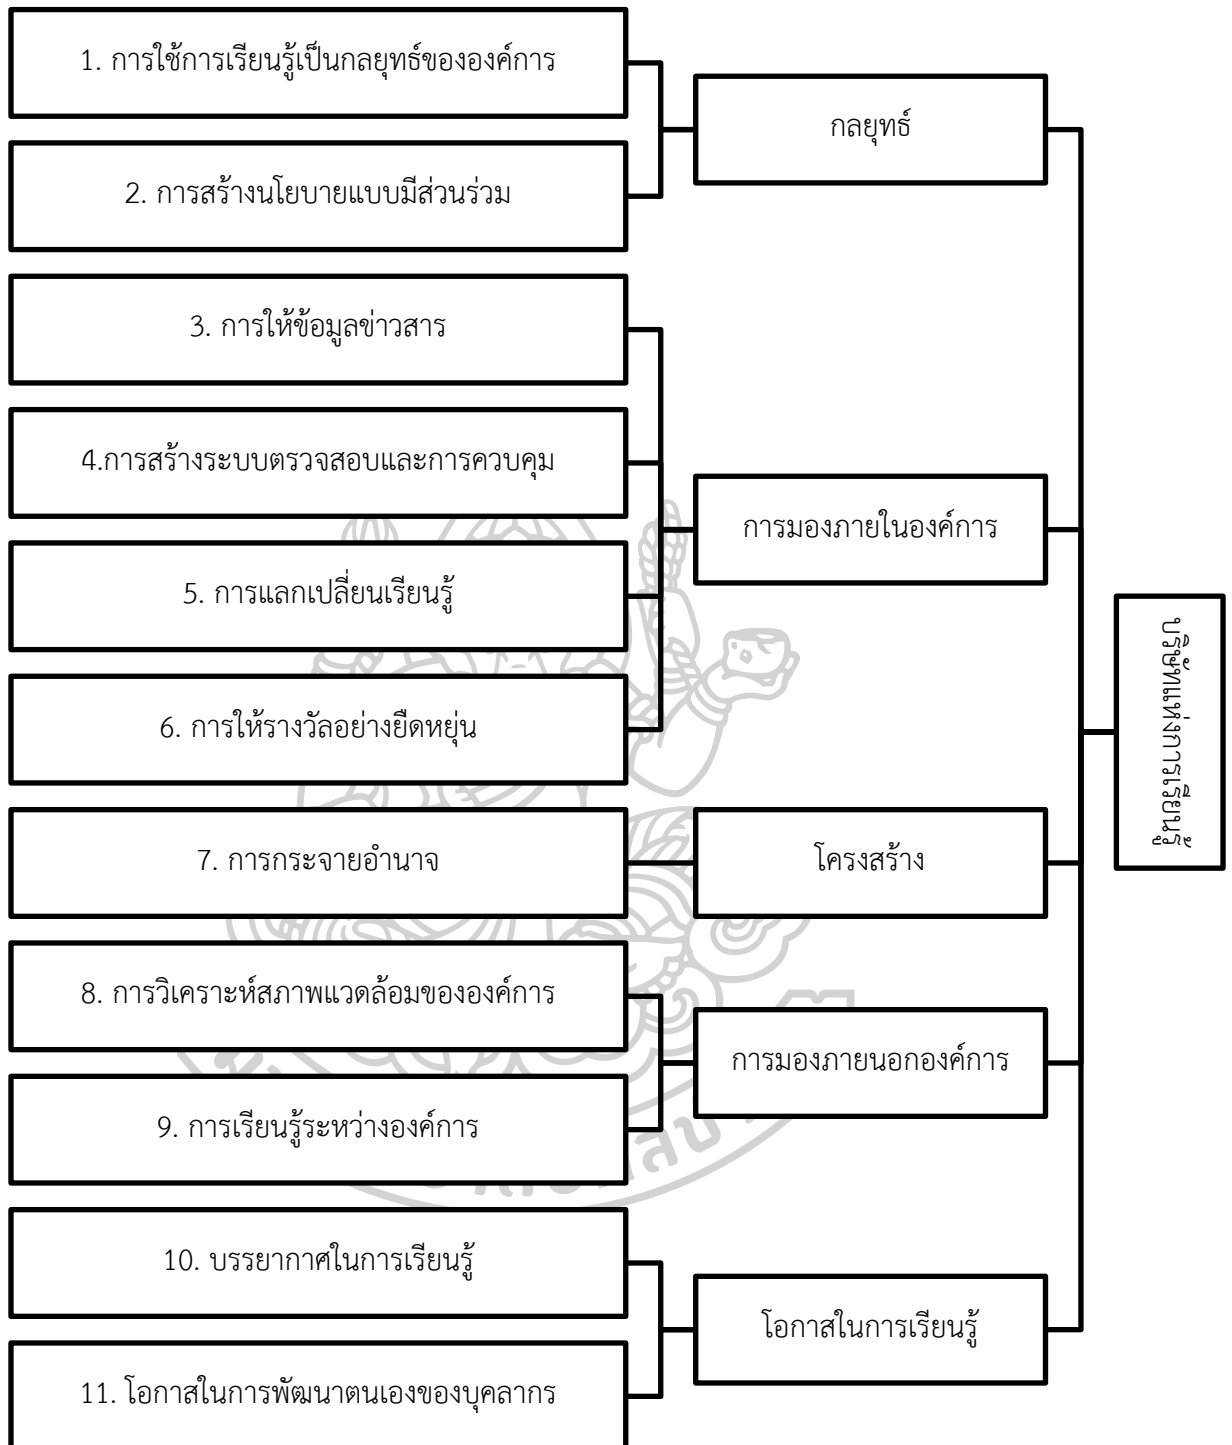 1. การใช้การเรียนรู้เป็นกลยุทธ์ขององค์การ
2. การสร้างนโยบายแบบมีส่วนร่วม
กลยุทธ์
3. การให้ข้อมูลข่าวสาร
4.การสร้างระบบตรวจสอบและการควบคุม
5. การแลกเปลี่ยนเรียนรู้
6. การให้รางวัลอย่างยืดหยุ่น
การมองภายในองค์การ
7. การกระจายอำนาจ
โครงสร้าง
8. การวิเคราะห์สภาพแวดล้อมขององค์การ
9. การเรียนรู้ระหว่างองค์การ
การมองภายนอกองค์การ
10. บรรยากาศในการเรียนรู้
11. โอกาสในการพัฒนาตนเองของบุคลากร
โอกาสในการเรียนรู้
บริษัทแห่งการเรียนรู้